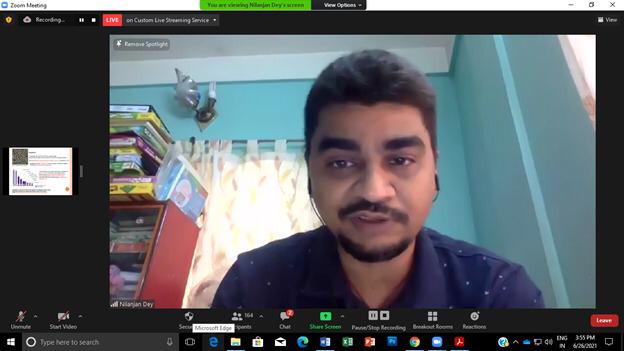 Zoom Meeting
You are viewing Nilanjan Dey's screen
View Options
Recording...
LIVE on Custom Live Streaming Service
View
Remove Spotlight
Nilanjan Dey
Unmute
Start Video
Secu
Microsoft Edge
ipants
164
Chat
2
Share Screen
Pause/Stop Recording
Breakout Rooms
Reactions
Leave
Type here to search
ENG
IN
3:55 PM
6/26/2021